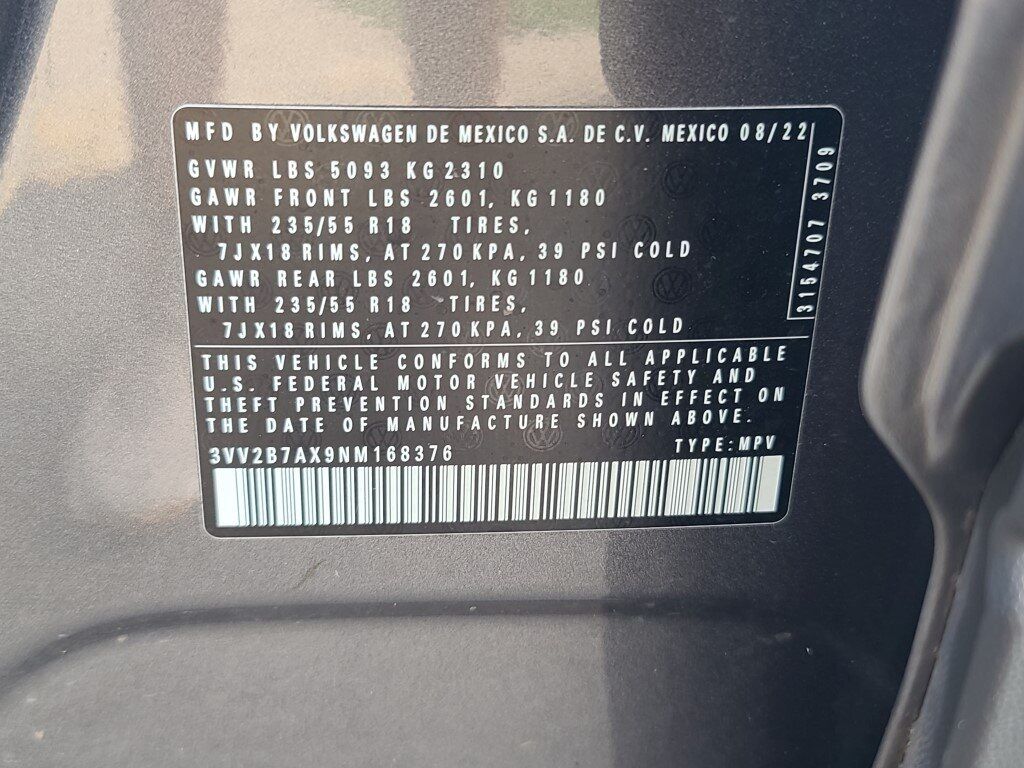 MFD BY VOLKSWAGEN DE MEXICO S.A. DE C.V. MEXICO 08/22
GVWR LBS 5093 KG 2310
GAWR FRONT LBS 2601, KG 1180
WITH 235/55 R18 TIRES,
7JX18 RIMS, AT 270 KPA, 39 PSI COLD
GAWR REAR LBS 2601, KG 1180
WITH 235/55 R18 TIRES,
7JX18 RIMS, AT 270 KPA, 39 PSI COLD
3154707 3709
THIS VEHICLE CONFORMS TO ALL APPLICABLE
U.S. FEDERAL MOTOR VEHICLE SAFETY AND
THEFT PREVENTION STANDARDS IN EFFECT ON
THE DATE OF MANUFACTURE SHOWN ABOVE.
3VV2B7AX9NM168376 TYPE: MPV